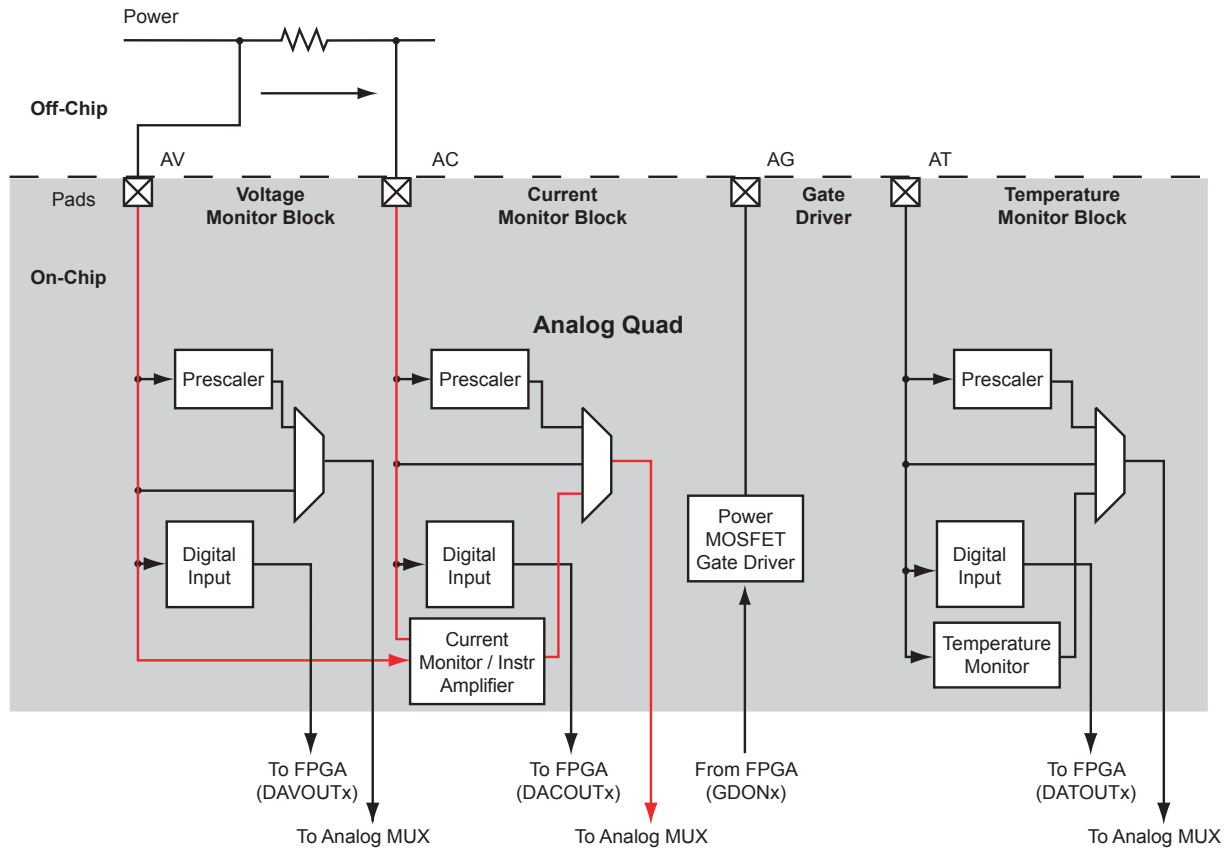 Power
Off-Chip
AV
AC
AG
AT
Pads
Voltage
Monitor Block
Current
Monitor Block
Gate
Driver
Temperature
Monitor Block
On-Chip
Analog Quad
Prescaler
Prescaler
Prescaler
Power
MOSFET
Gate Driver
Digital
Input
Digital
Input
Digital
Input
Current
Monitor / Instr
Amplifier
Temperature
Monitor
To FPGA
(DAVOUTx)
To FPGA
(DACOUTx)
From FPGA
(GDONx)
To FPGA
(DATOUTx)
To Analog MUX
To Analog MUX
To Analog MUX